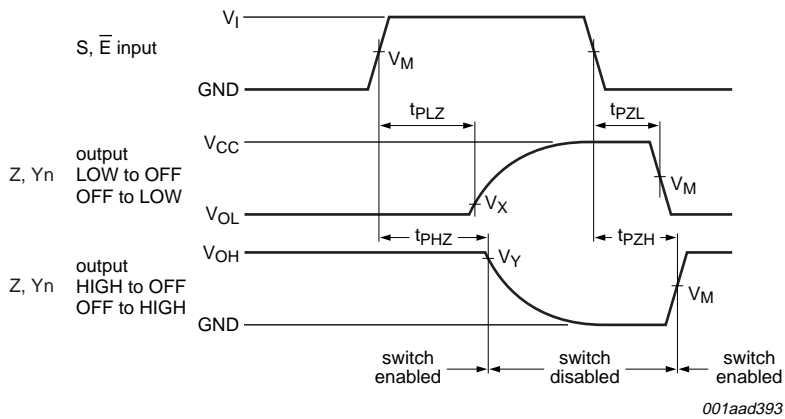 V_I
S, E̅ input
V_M
GND
t_PLZ
t_PZL
V_CC
output
Z, Yn
LOW to OFF
OFF to LOW
V_M
V_X
V_OL
t_PHZ
t_PZH
V_OH
V_Y
output
Z, Yn
HIGH to OFF
OFF to HIGH
V_M
GND
switch
enabled
switch
disabled
switch
enabled
001aad393